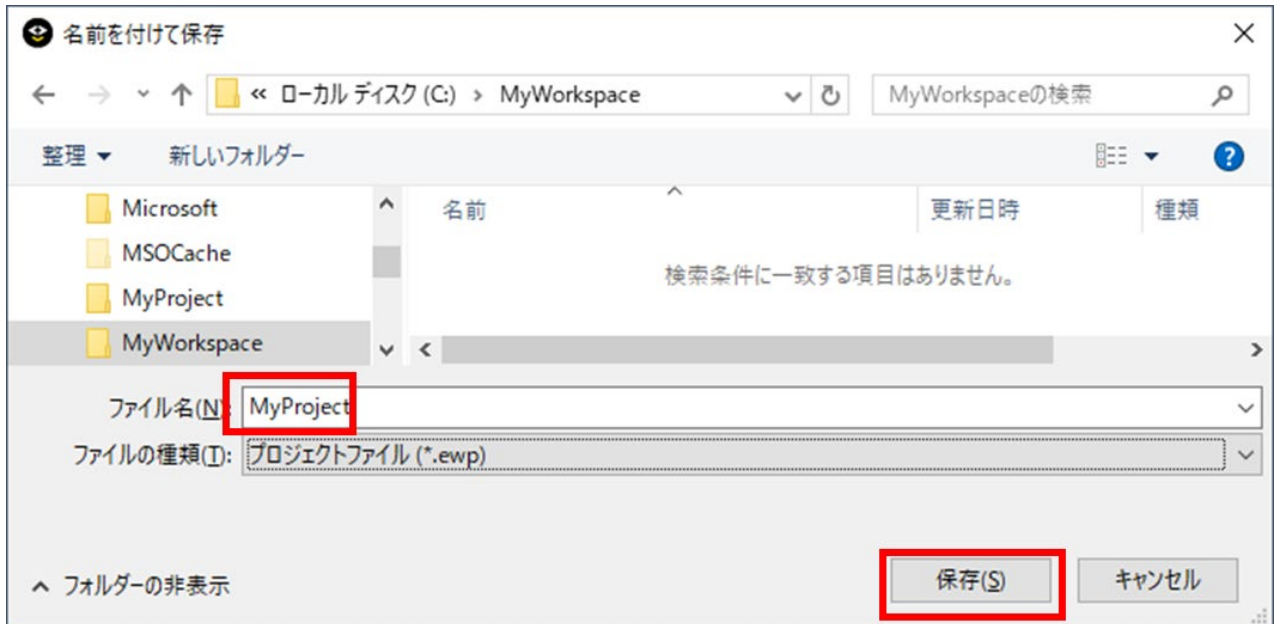 名前を付けて保存
« ローカル ディスク (C:) › MyWorkspace
MyWorkspaceの検索
整理
新しいフォルダー
Microsoft
MSOCache
MyProject
MyWorkspace
名前
更新日時
種類
検索条件に一致する項目はありません。
ファイル名(N): MyProject
ファイルの種類(T): プロジェクトファイル (*.ewp)
フォルダーの非表示
保存(S)
キャンセル